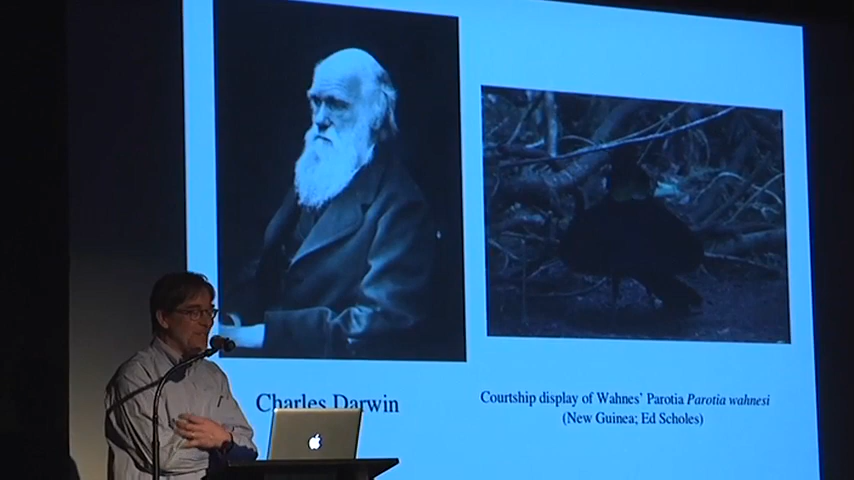 Charles Darwin
Courtship display of Wahnes' Parotia Parotia wahnesi
(New Guinea; Ed Scholes)